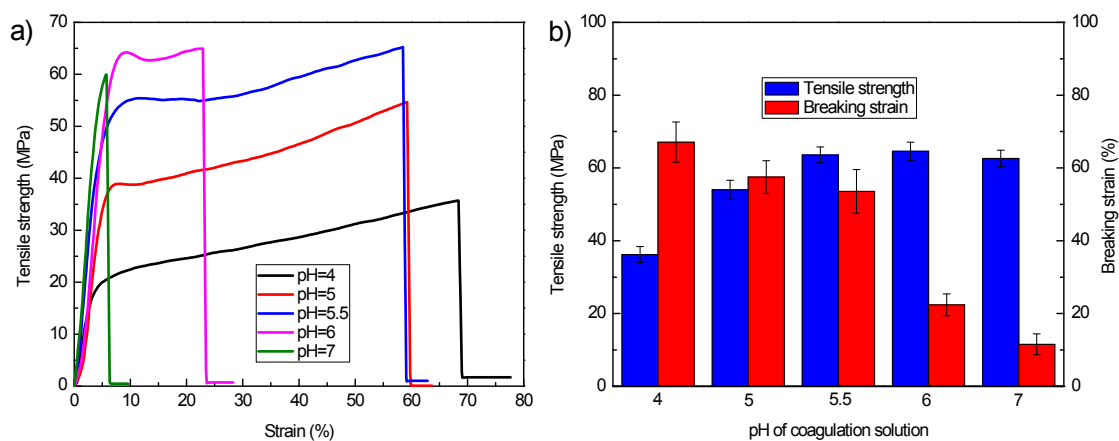 a)
70
60
50
40
30
20
10
0
Tensile strength (MPa)
pH=4
pH=5
pH=5.5
pH=6
pH=7
0 10 20 30 40 50 60 70 80
Strain (%)
b)
100
80
60
40
20
0
Tensile strength (MPa)
Tensile strength
Breaking strain
100
80
60
40
20
0
Breaking strain (%)
4 5 5.5 6 7
pH of coagulation solution